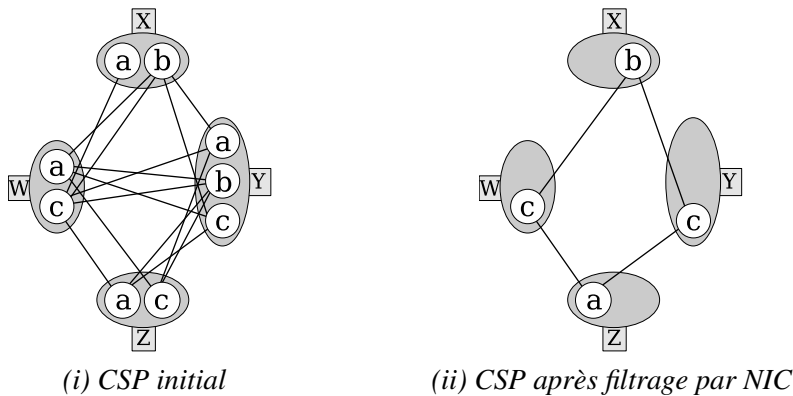 X
a b
a
W a
b Y
c
c
a c
Z
(i) CSP initial
X
b
W
c
Y
c
a
Z
(ii) CSP après filtrage par NIC